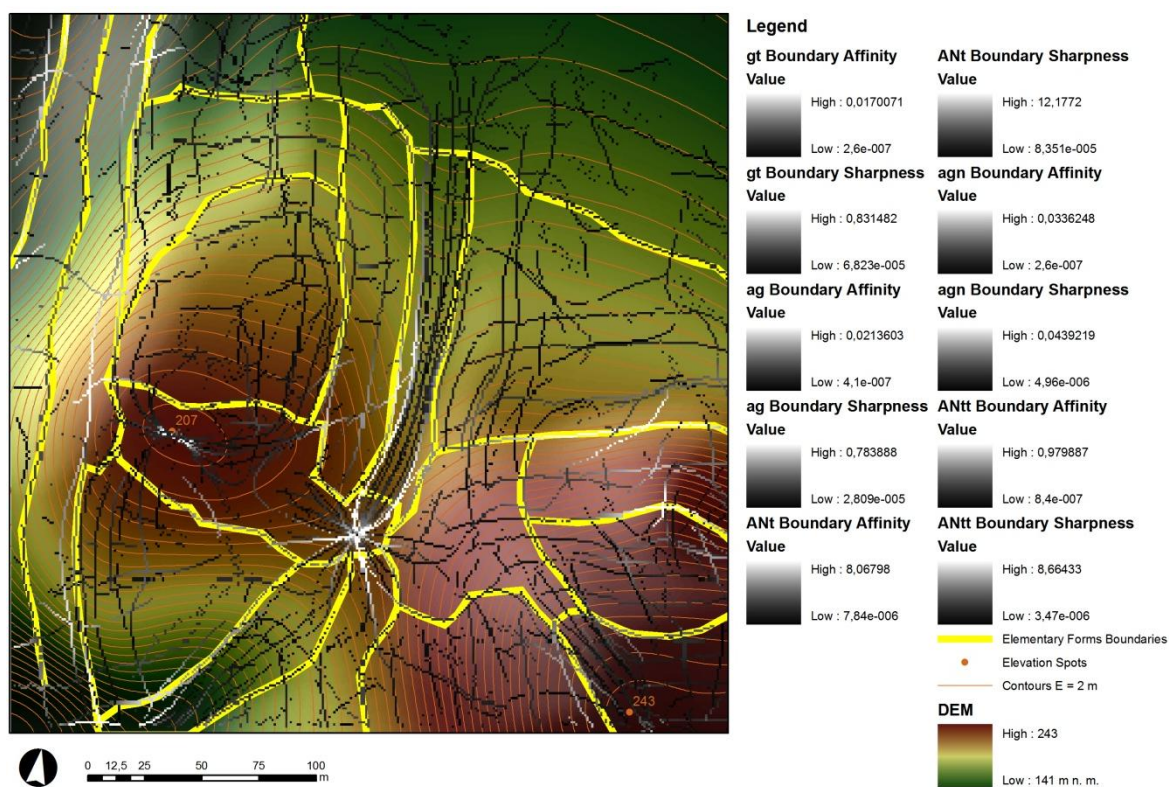 207
243
0 12,5 25 50 75 100
m
Legend
gt Boundary Affinity
Value
High : 0,0170071
Low : 2,6e-007
gt Boundary Sharpness
Value
High : 0,831482
Low : 6,823e-005
ag Boundary Affinity
Value
High : 0,0213603
Low : 4,1e-007
ag Boundary Sharpness
Value
High : 0,783888
Low : 2,809e-005
ANt Boundary Affinity
Value
High : 8,06798
Low : 7,84e-006
ANt Boundary Sharpness
Value
High : 12,1772
Low : 8,351e-005
agn Boundary Affinity
Value
High : 0,0336248
Low : 2,6e-007
agn Boundary Sharpness
Value
High : 0,0439219
Low : 4,96e-006
ANtt Boundary Affinity
Value
High : 0,979887
Low : 8,4e-007
ANtt Boundary Sharpness
Value
High : 8,66433
Low : 3,47e-006
Elementary Forms Boundaries
Elevation Spots
Contours E = 2 m
DEM
High : 243
Low : 141 m n. m.